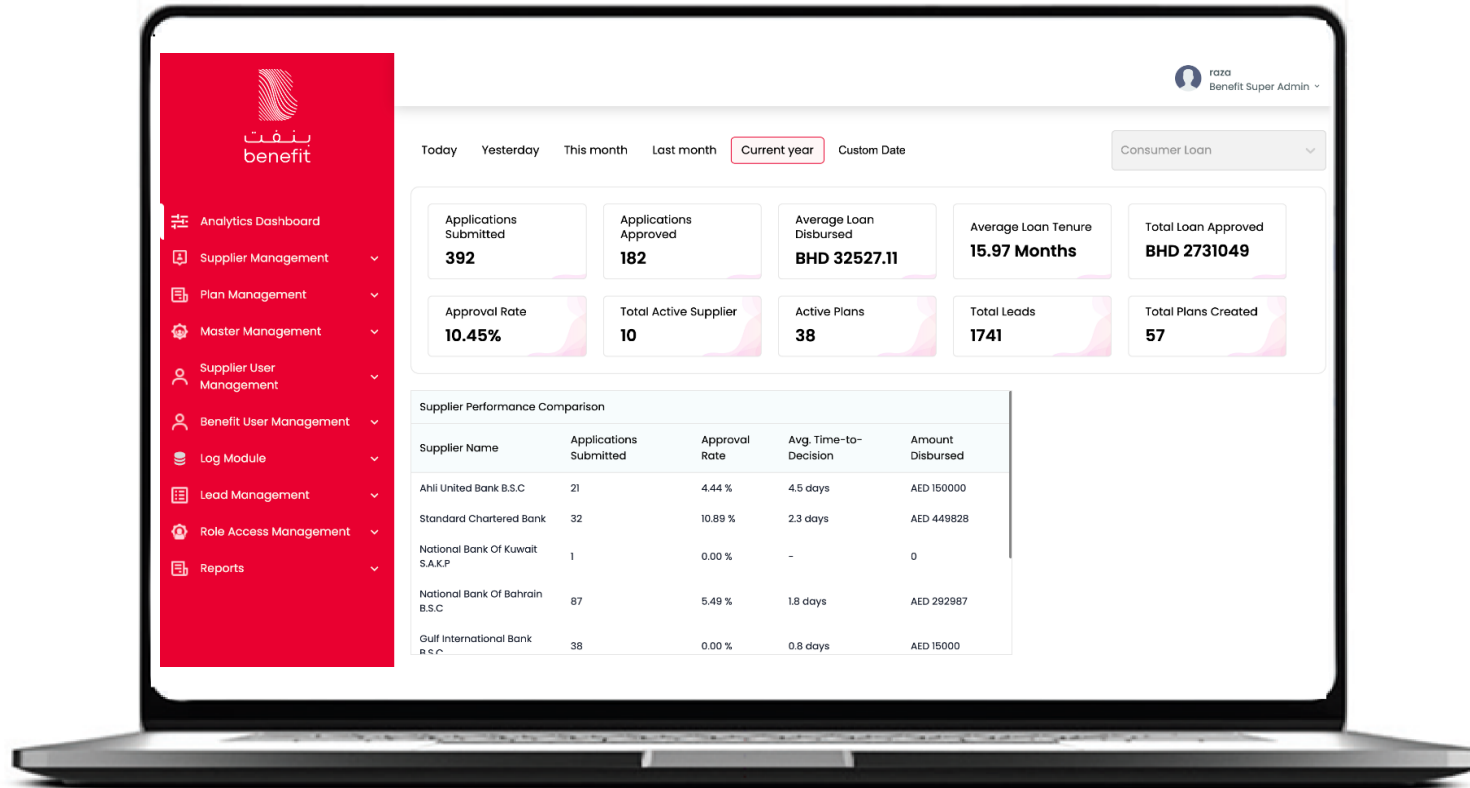 بنفت
benefit
Analytics Dashboard
Supplier Management
Plan Management
Master Management
Supplier User
Management
Benefit User Management
Log Module
Lead Management
Role Access Management
Reports
raza
Benefit Super Admin
Today Yesterday This month Last month Current year Custom Date
Consumer Loan
Applications
Submitted
392
Applications
Approved
182
Average Loan
Disbursed
BHD 32527.11
Average Loan Tenure
15.97 Months
Total Loan Approved
BHD 2731049
Approval Rate
10.45%
Total Active Supplier
10
Active Plans
38
Total Leads
1741
Total Plans Created
57
Supplier Performance Comparison
Supplier Name
Applications
Submitted
Approval
Rate
Avg. Time-to-
Decision
Amount
Disbursed
Ahli United Bank B.S.C 21 4.44 % 4.5 days AED 150000
Standard Chartered Bank 32 10.89 % 2.3 days AED 449828
National Bank Of Kuwait
S.A.K.P
1 0.00 % - 0
National Bank Of Bahrain
B.S.C
87 5.49 % 1.8 days AED 292987
Gulf International Bank
B.S.C
38 0.00 % 0.8 days AED 15000